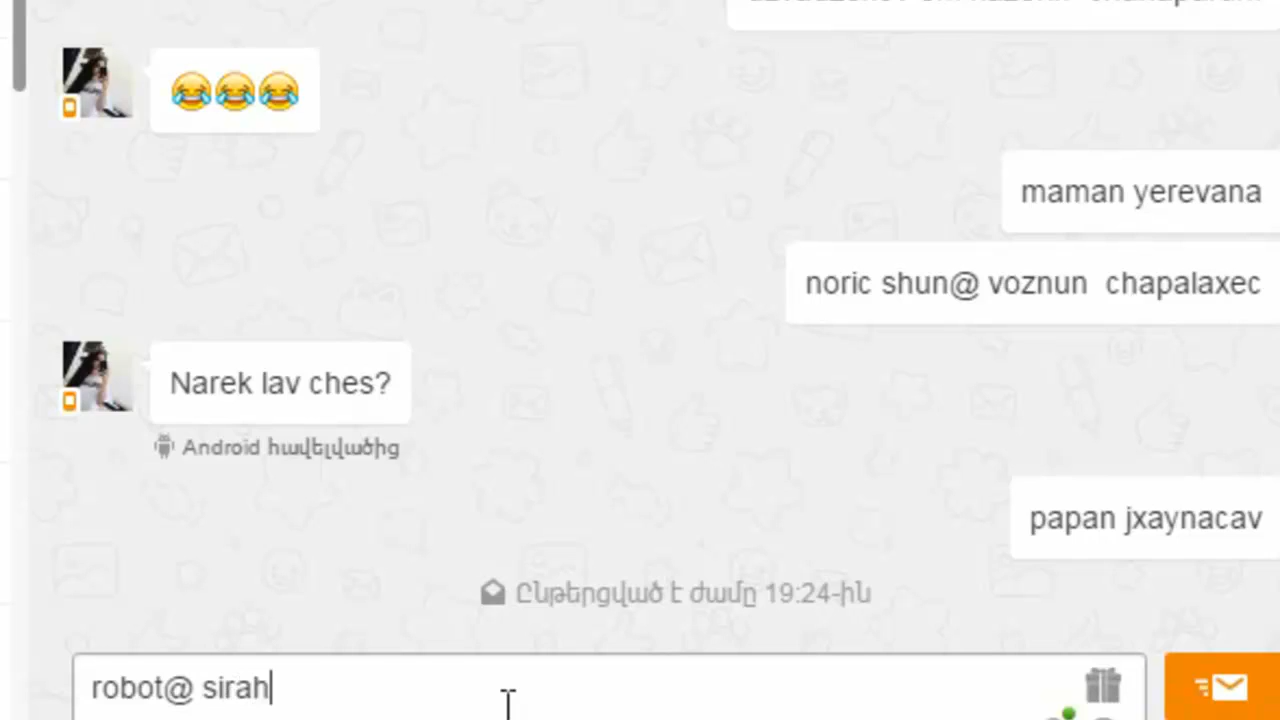 😂😂😂
maman yerevana
noric shun@ voznun  chapalaxec
Narek lav ches?
Android հավելվածից
papan jxaynacav
Ընթերցված է ժամը 19:24-ին
robot@ sirah